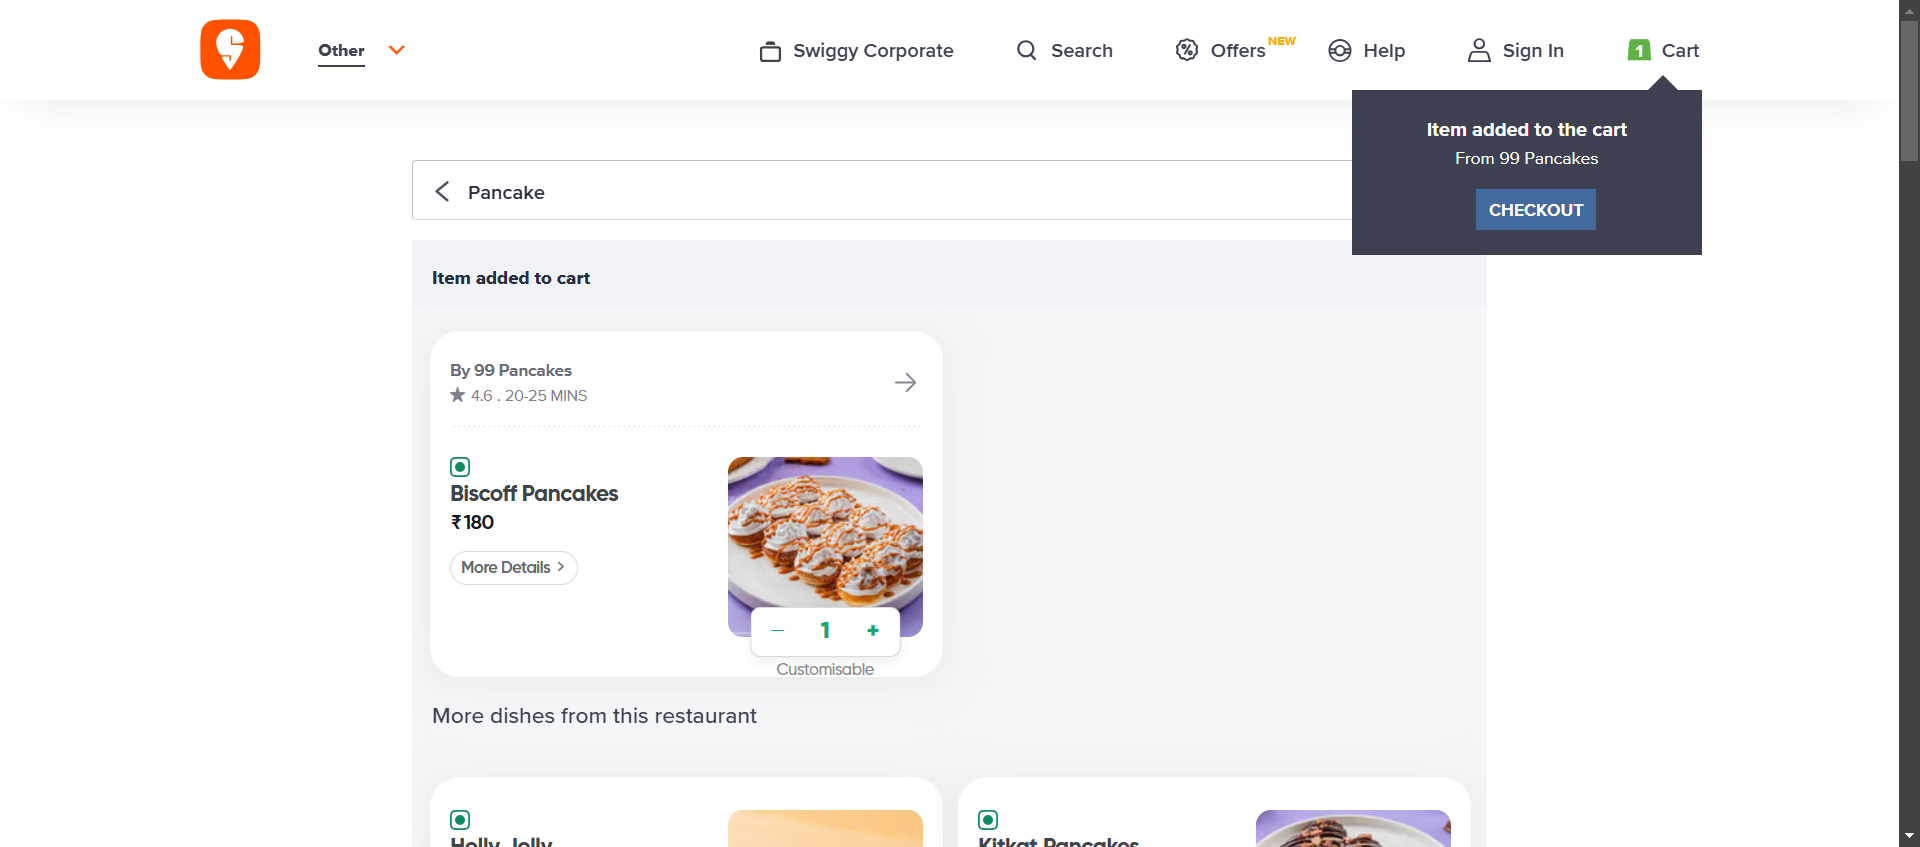 Other
Swiggy Corporate
Search
Offers NEW
Help
Sign In
1 Cart
Item added to the cart
From 99 Pancakes
CHECKOUT
Pancake
Item added to cart
By 99 Pancakes
4.6 . 20-25 MINS
Biscoff Pancakes
₹180
More Details >
− 1 +
Customisable
More dishes from this restaurant
Holly Jolly
Kitkat Pancakes